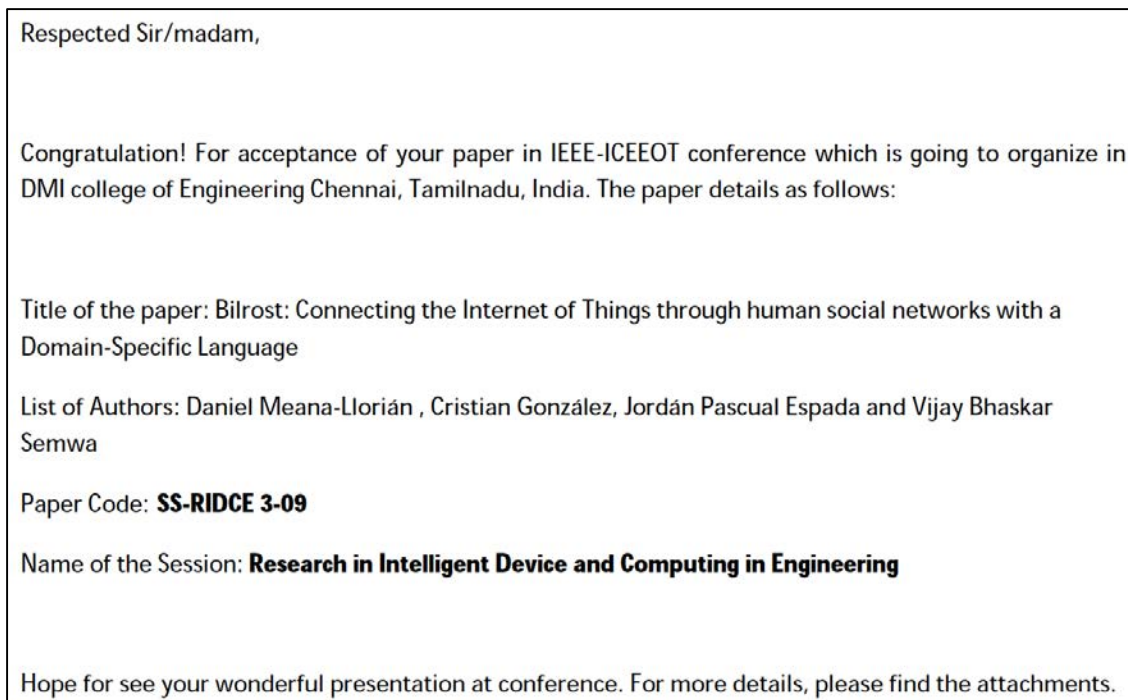 Respected Sir/madam,
Congratulation! For acceptance of your paper in IEEE-ICEEOT conference which is going to organize in
DMI college of Engineering Chennai, Tamilnadu, India. The paper details as follows:
Title of the paper: Bilrost: Connecting the Internet of Things through human social networks with a
Domain-Specific Language
List of Authors: Daniel Meana-Llorián , Cristian González, Jordán Pascual Espada and Vijay Bhaskar
Semwa
Paper Code: SS-RIDCE 3-09
Name of the Session: Research in Intelligent Device and Computing in Engineering
Hope for see your wonderful presentation at conference. For more details, please find the attachments.